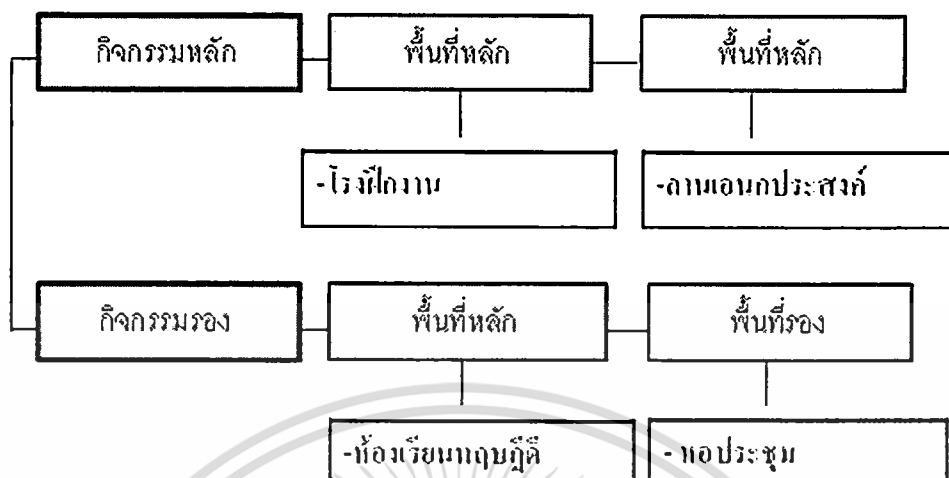 กิจกรรมหลัก
พื้นที่หลัก
พื้นที่หลัก
-โรงฝึกงาน
-ลานเอนกประสงค์
กิจกรรมรอง
พื้นที่หลัก
พื้นที่รอง
-ห้องเรียนทฤษฎีดี
- หอประชุม